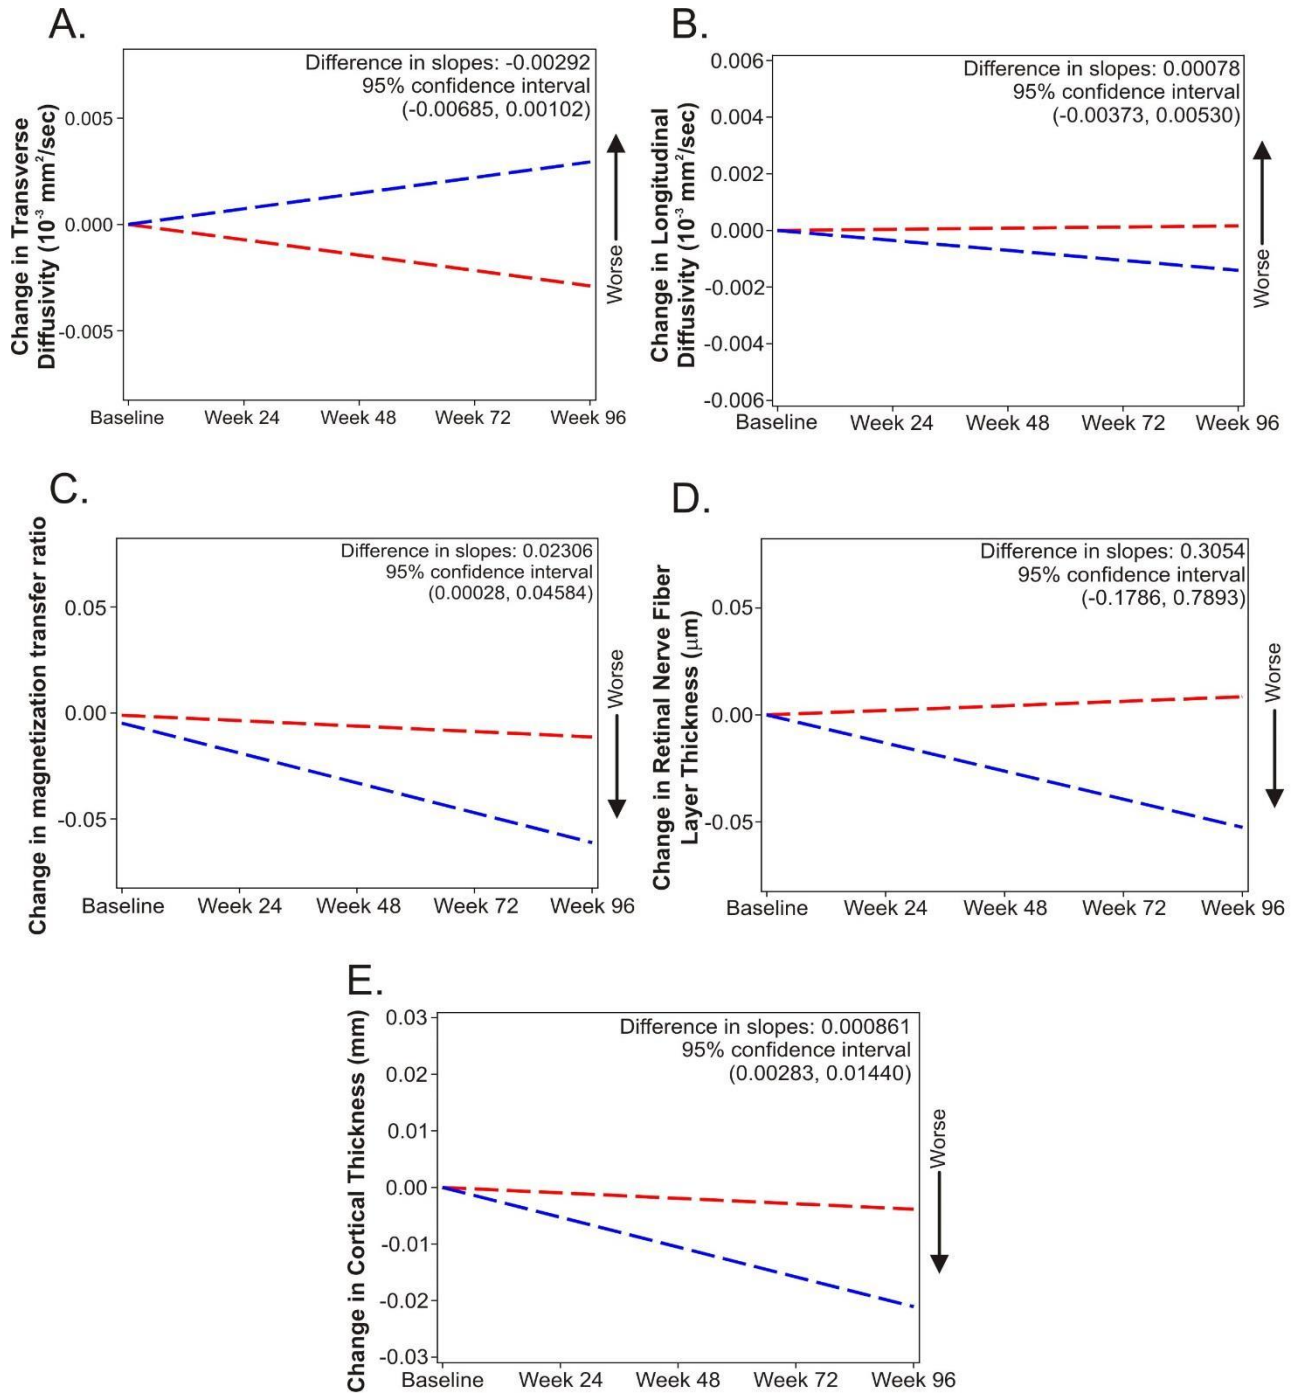 A.
Difference in slopes: -0.00292
95% confidence interval
(-0.00685, 0.00102)
Change in Transverse
Diffusivity (10⁻³ mm²/sec)
0.005
0.000
-0.005
Worse
Baseline Week 24 Week 48 Week 72 Week 96
B.
Difference in slopes: 0.00078
95% confidence interval
(-0.00373, 0.00530)
Change in Longitudinal
Diffusivity (10⁻³ mm²/sec)
0.006
0.004
0.002
0.000
-0.002
-0.004
-0.006
Worse
Baseline Week 24 Week 48 Week 72 Week 96
C.
Difference in slopes: 0.02306
95% confidence interval
(0.00028, 0.04584)
Change in magnetization transfer ratio
0.05
0.00
-0.05
Worse
Baseline Week 24 Week 48 Week 72 Week 96
D.
Difference in slopes: 0.3054
95% confidence interval
(-0.1786, 0.7893)
Change in Retinal Nerve Fiber
Layer Thickness (μm)
0.05
0.00
-0.05
Worse
Baseline Week 24 Week 48 Week 72 Week 96
E.
Difference in slopes: 0.000861
95% confidence interval
(0.00283, 0.01440)
Change in Cortical Thickness (mm)
0.03
0.02
0.01
0.00
-0.01
-0.02
-0.03
Worse
Baseline Week 24 Week 48 Week 72 Week 96